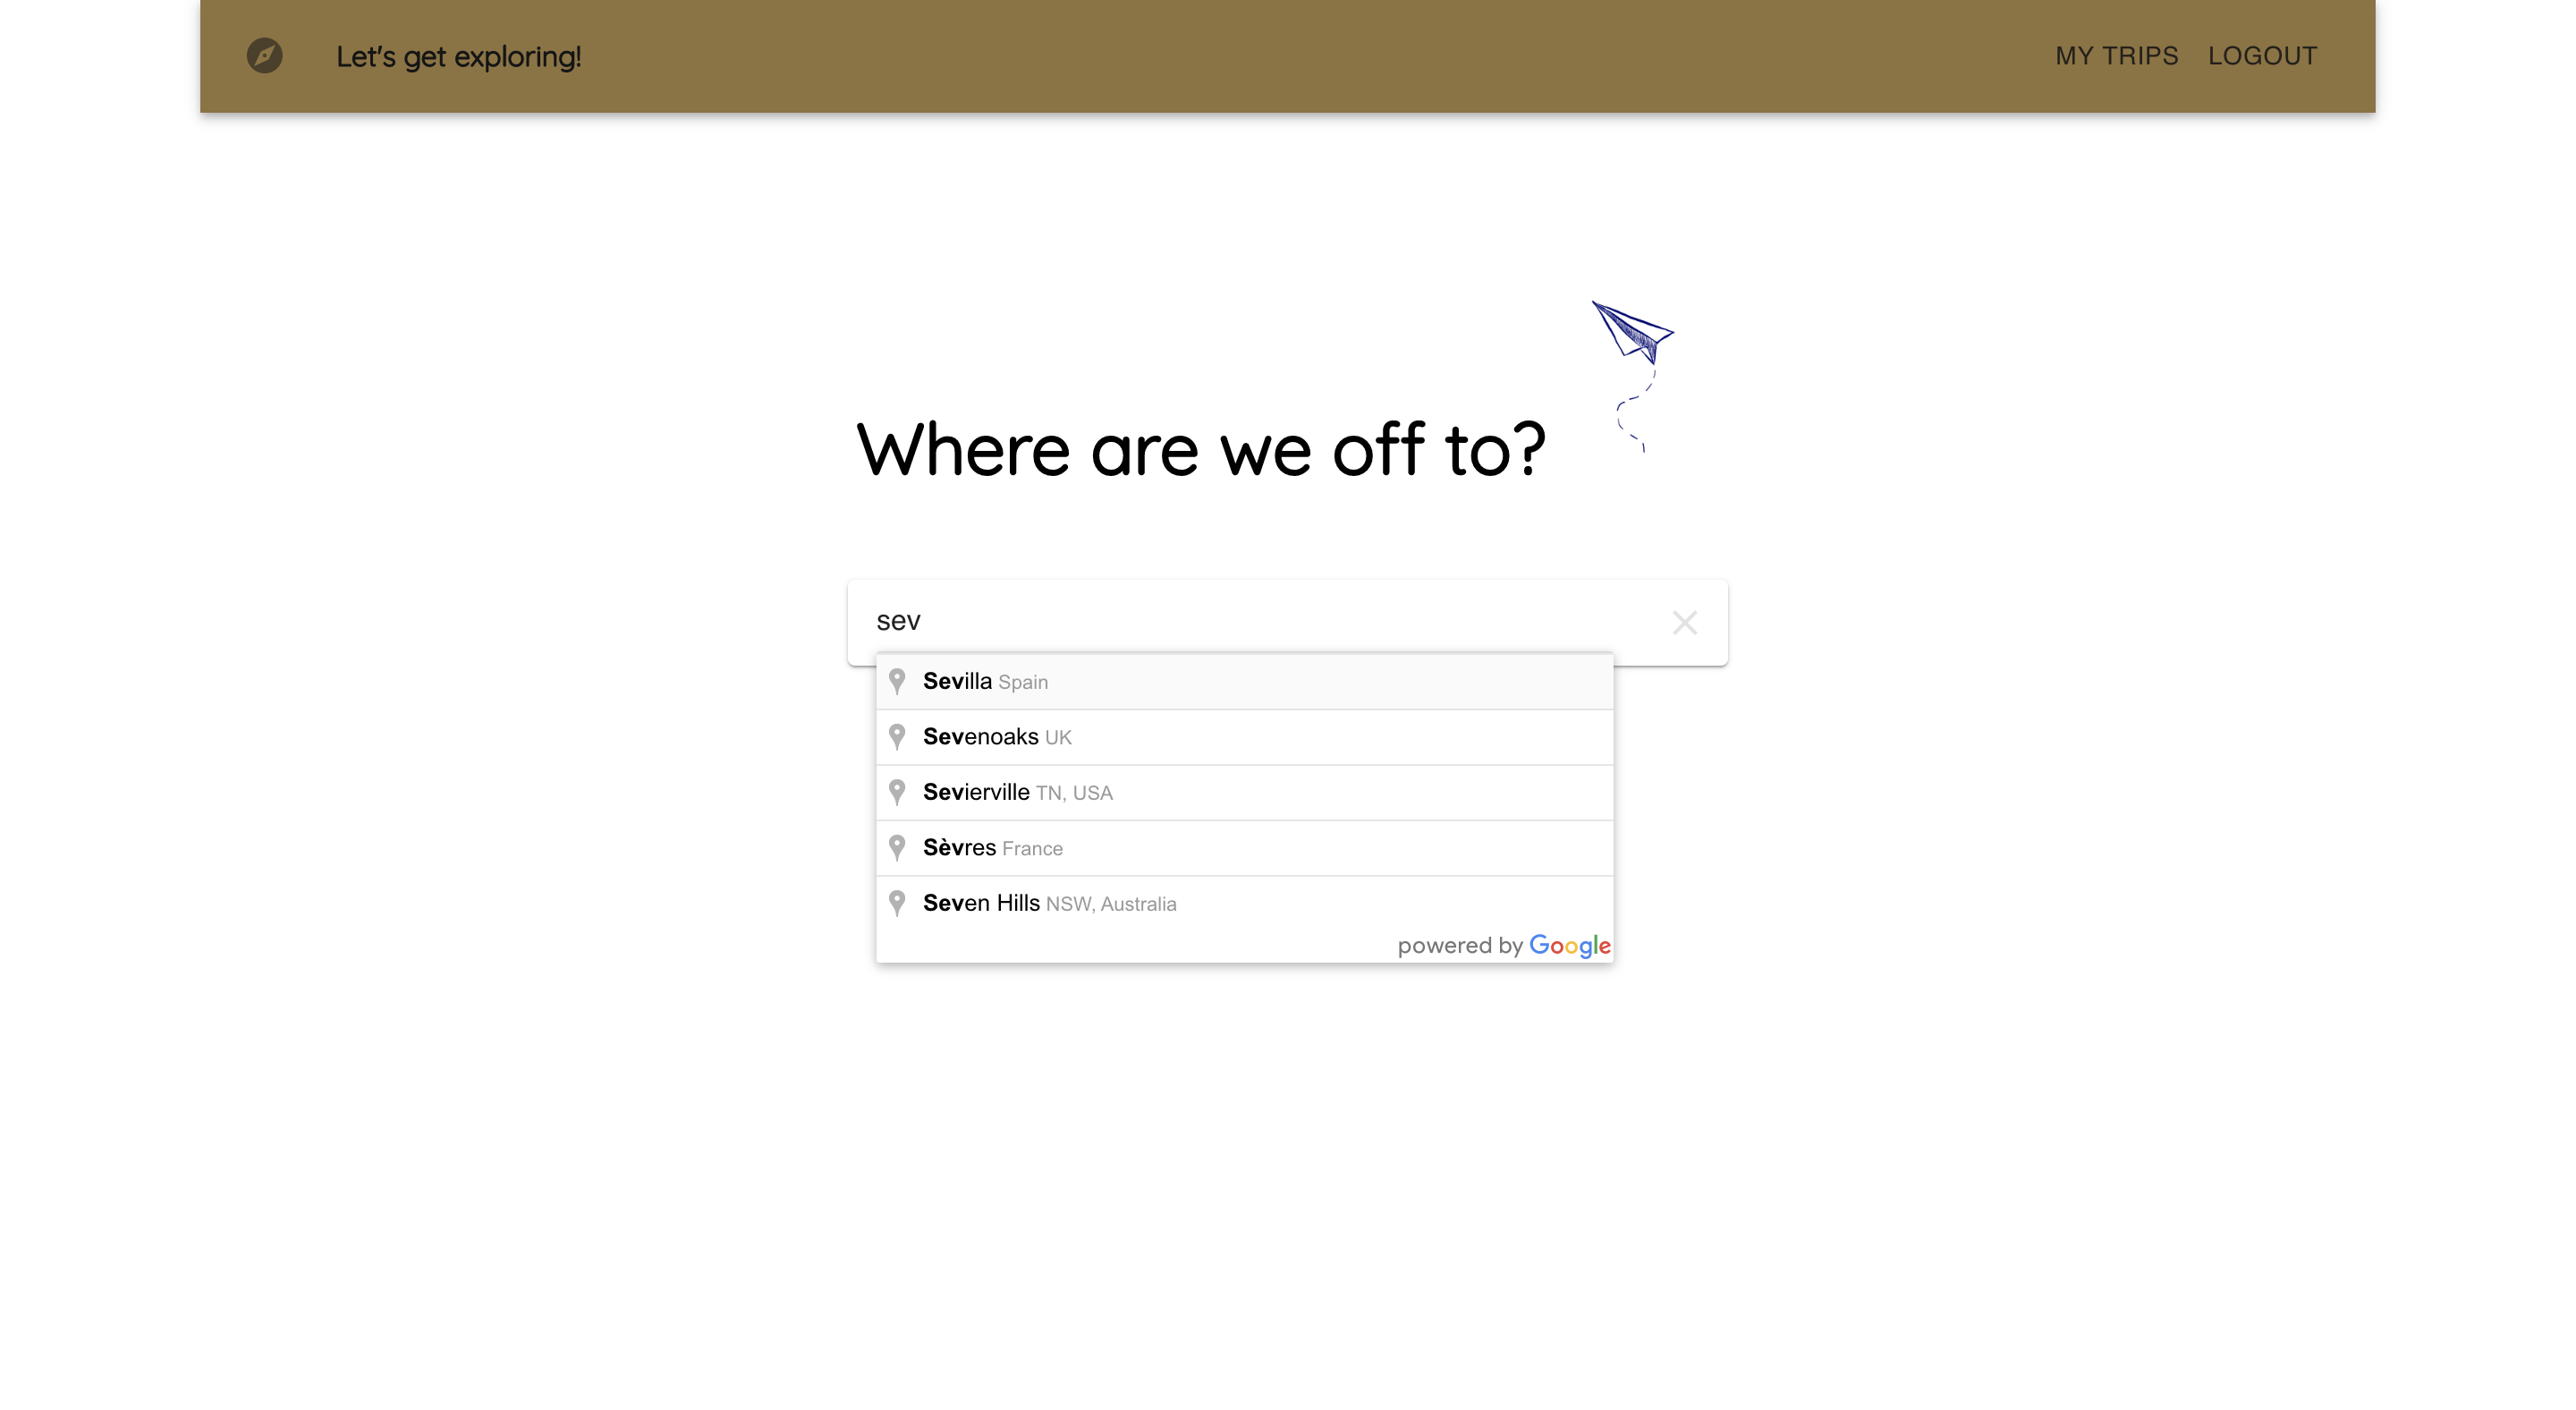 Let's get exploring!
MY TRIPS LOGOUT
Where are we off to?
sev
Sevilla Spain
Sevenoaks UK
Sevierville TN, USA
Sèvres France
Seven Hills NSW, Australia
powered by Google